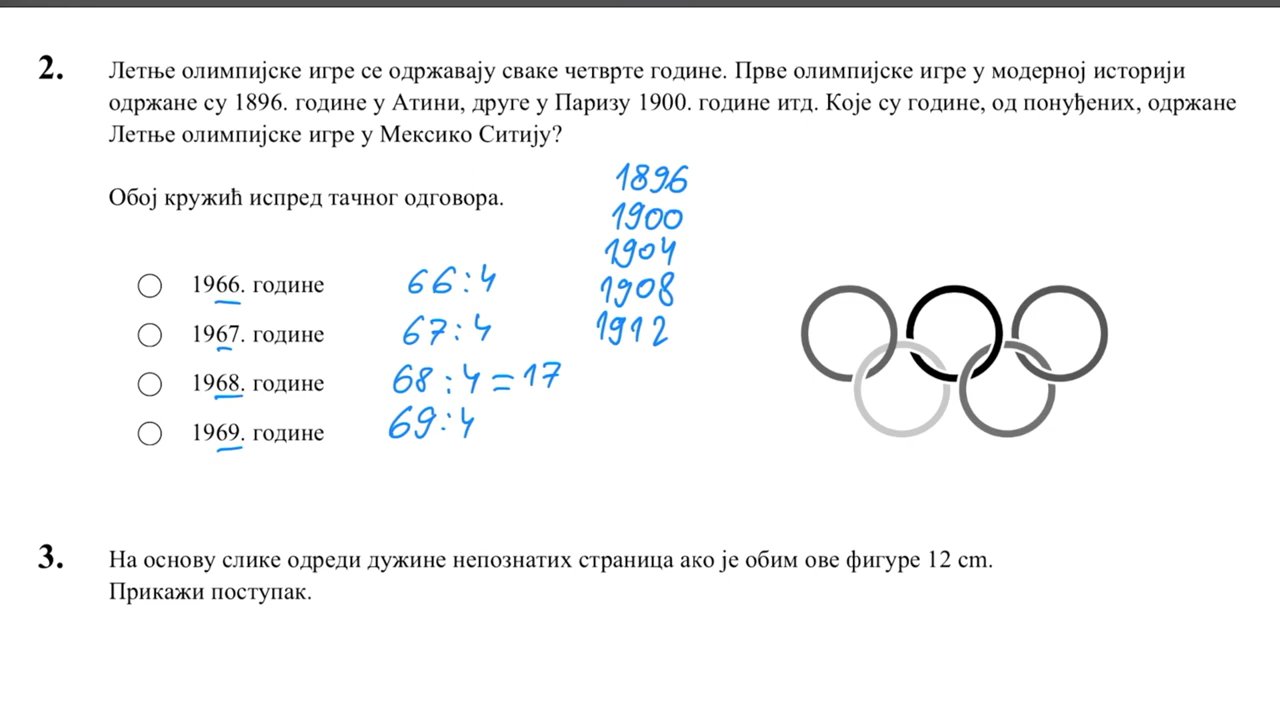 2. Летње олимпијске игре се одржавају сваке четврте године. Прве олимпијске игре у модерној историји
одржане су 1896. године у Атини, друге у Паризу 1900. године итд. Које су године, од понуђених, одржане
Летње олимпијске игре у Мексико Ситију?
1896
Обој кружић испред тачног одговора.
1900
1904
1966. године 66:4
1908
1967. године 67:4
1912
1968. године 68:4=17
1969. године 69:4
3. На основу слике одреди дужине непознатих страница ако је обим ове фигуре 12 cm.
Прикажи поступак.